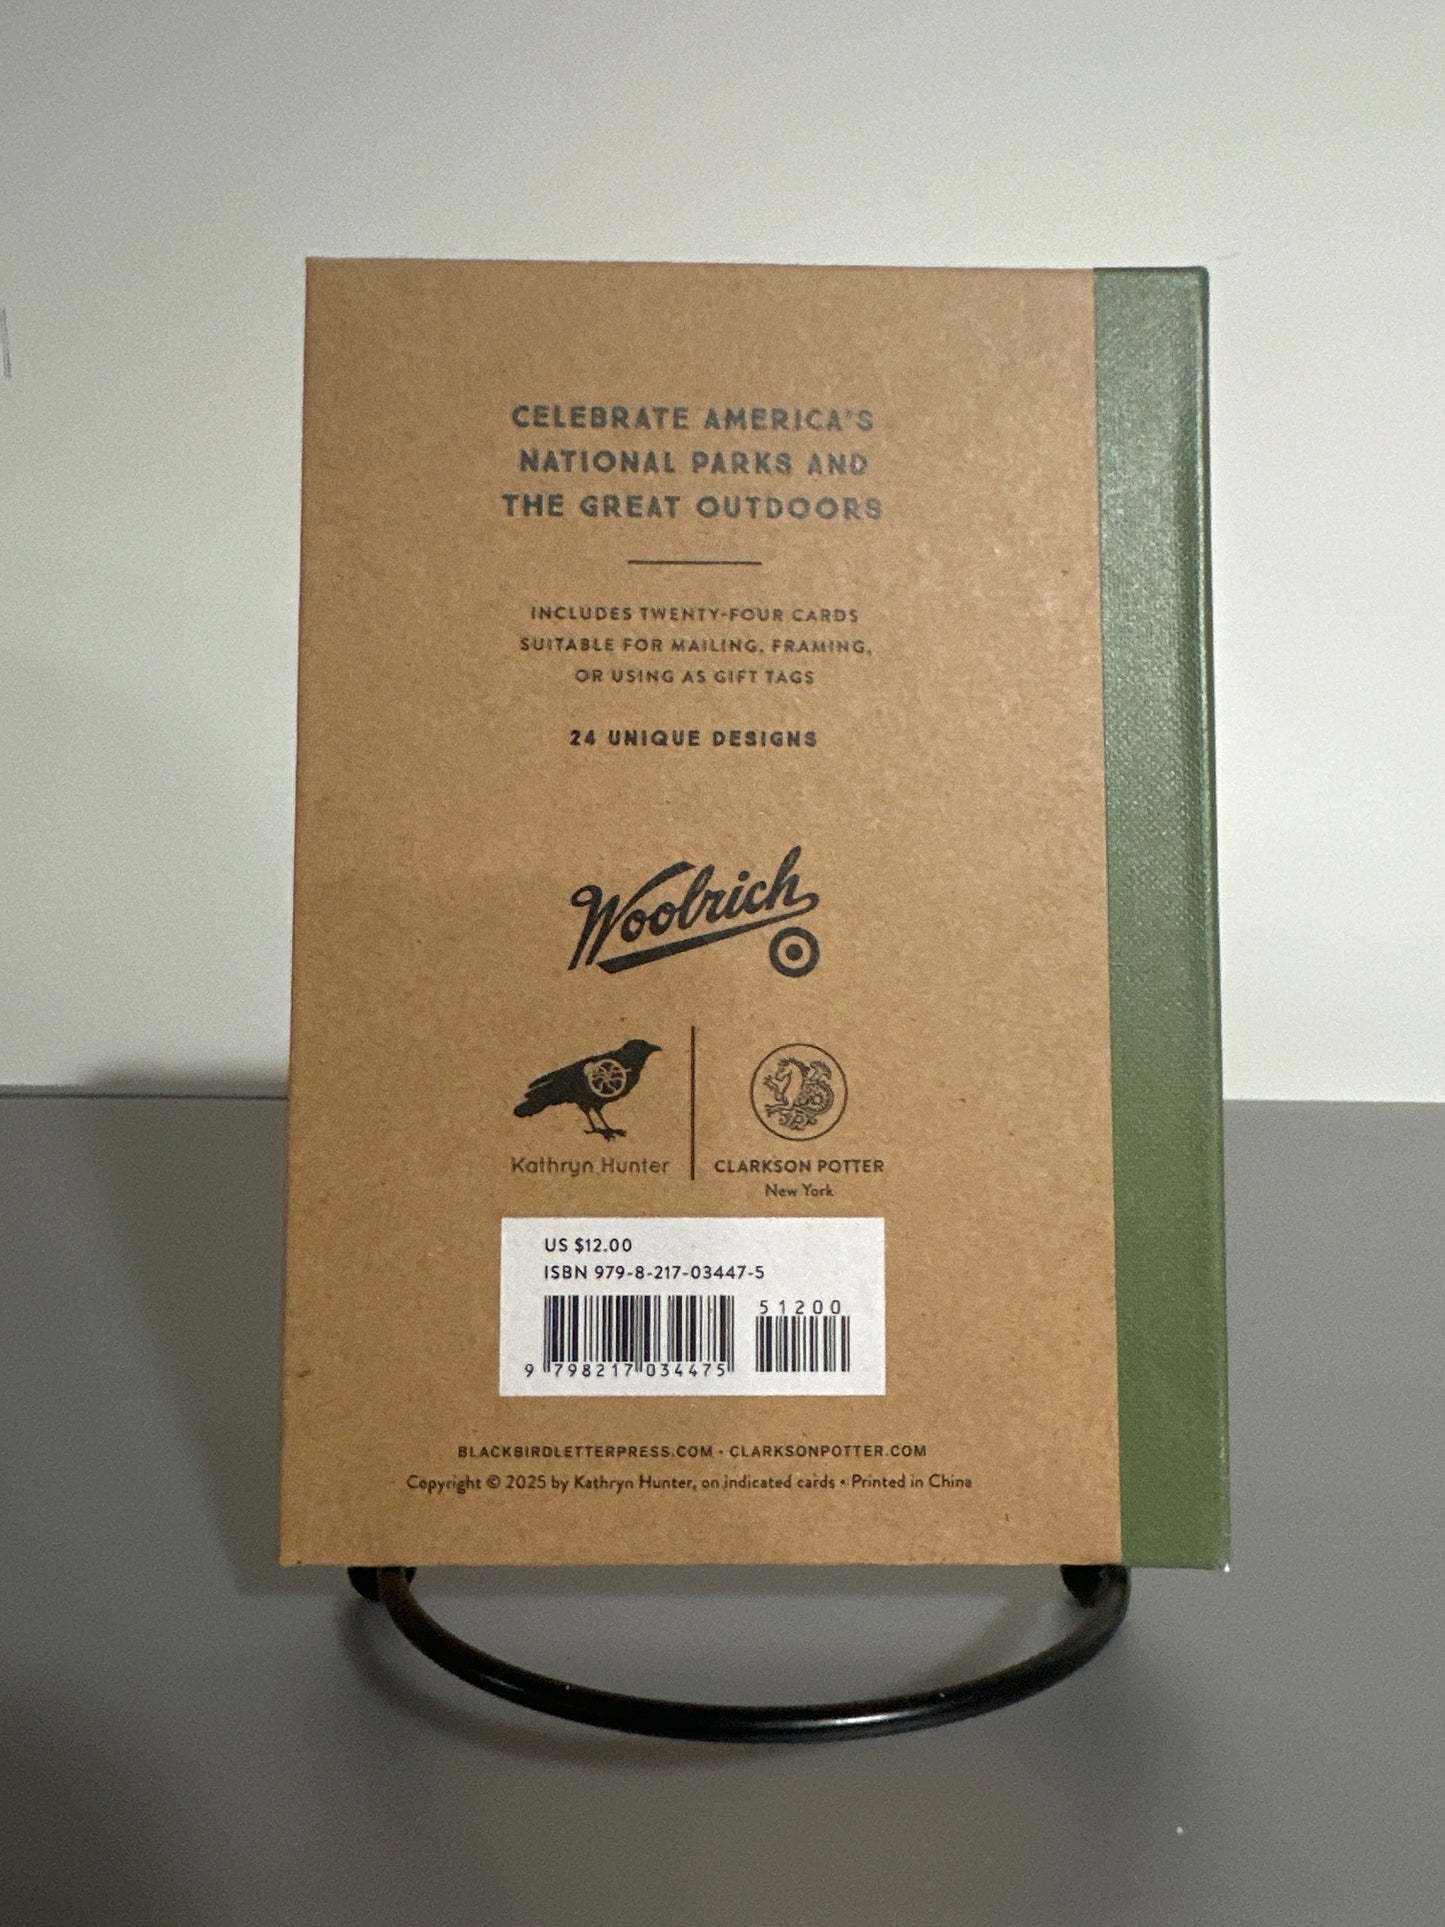 CELEBRATE AMERICA'S
NATIONAL PARKS AND
THE GREAT OUTDOORS
INCLUDES TWENTY-FOUR CARDS
SUITABLE FOR MAILING, FRAMING,
OR USING AS GIFT TAGS
24 UNIQUE DESIGNS
Woolrich
Kathryn Hunter
CLARKSON POTTER
New York
US $12.00
ISBN 979-8-217-03447-5
51200
9 798217 034475
BLACKBIRDLETTERPRESS.COM • CLARKSONPOTTER.COM
Copyright © 2025 by Kathryn Hunter, on indicated cards • Printed in China